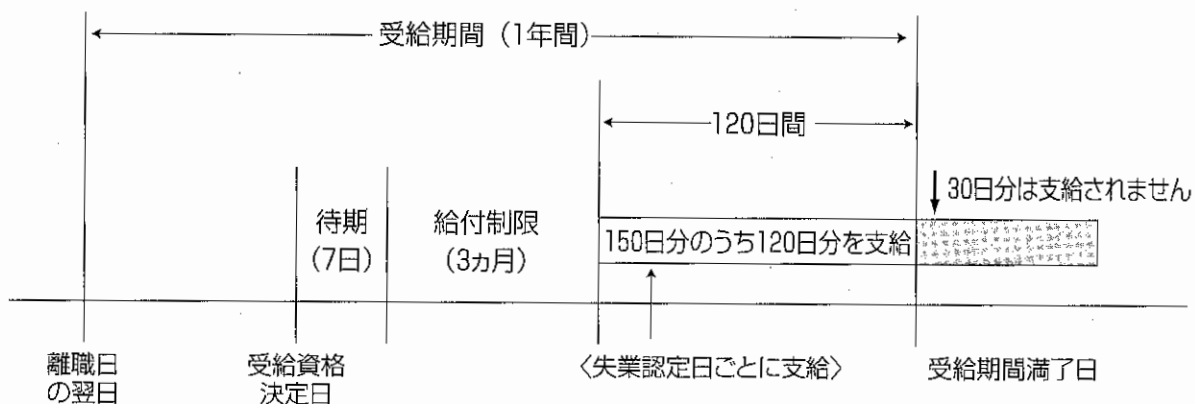 受給期間（1年間）
120日間
30日分は支給されません
待期
(7日)
給付制限
(3ヵ月)
150日分のうち120日分を支給
離職日
の翌日
受給資格
決定日
〈失業認定日ごとに支給〉
受給期間満了日